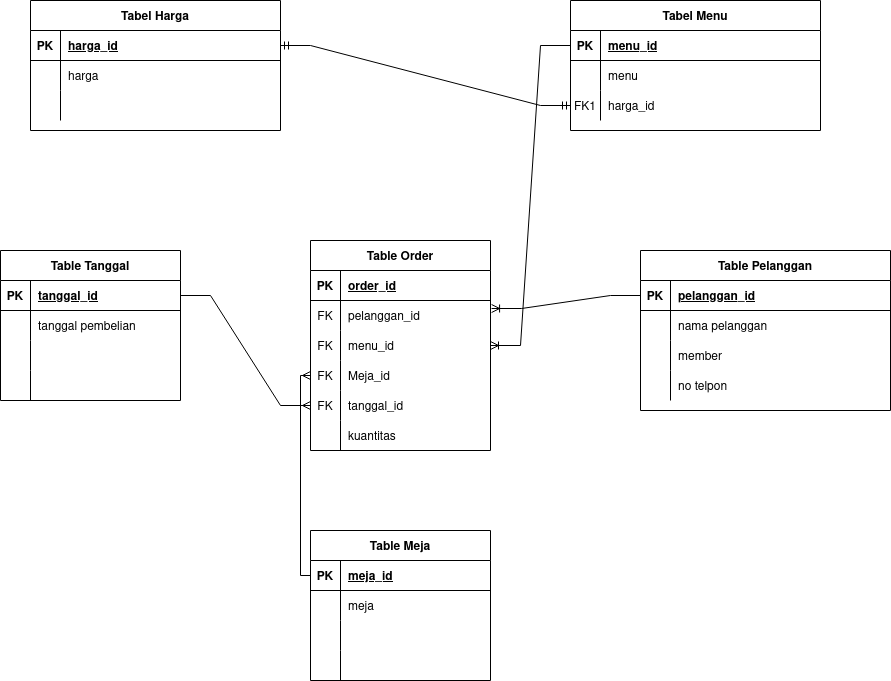 Tabel Harga
PK harga_id
harga
Tabel Menu
PK menu_id
menu
FK1 harga_id
Table Tanggal
PK tanggal_id
tanggal pembelian
Table Order
PK order_id
FK pelanggan_id
FK menu_id
FK Meja_id
FK tanggal_id
kuantitas
Table Pelanggan
PK pelanggan_id
nama pelanggan
member
no telpon
Table Meja
PK meja_id
meja